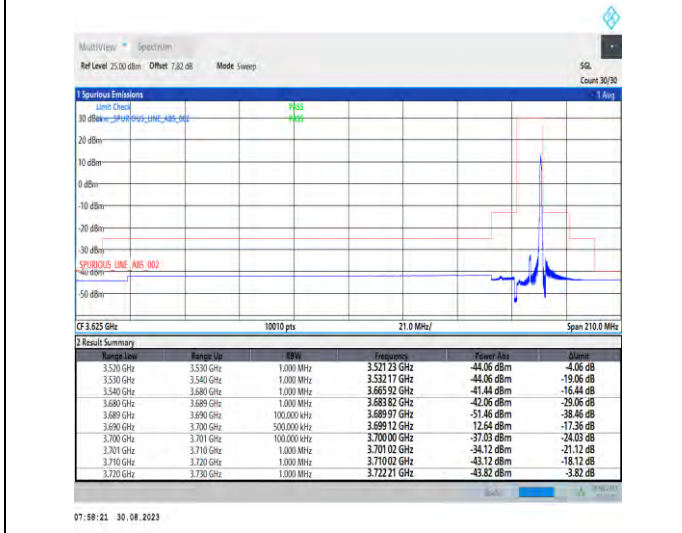 MultiView Spectrum
Ref Level 25.00 dBm Offset 7.82 dB Mode Sweep SGL
Count 30/30
1 Spurious Emissions 1 Avg
Limit Check PASS
30 dBm _SPURIOUS_LINE_ABS_002 PASS
20 dBm
10 dBm
0 dBm
-10 dBm
-20 dBm
-30 dBm
_SPURIOUS_LINE_ABS_002
-40 dBm
-50 dBm
CF 3.625 GHz 10010 pts 21.0 MHz/ Span 210.0 MHz
2 Result Summary
Range Low Range Up RBW Frequency Power Abs ΔLimit
3.520 GHz 3.530 GHz 1.000 MHz 3.521 23 GHz -44.06 dBm -4.06 dB
3.530 GHz 3.540 GHz 1.000 MHz 3.532 17 GHz -44.06 dBm -19.06 dB
3.540 GHz 3.680 GHz 1.000 MHz 3.665 92 GHz -41.44 dBm -16.44 dB
3.680 GHz 3.689 GHz 1.000 MHz 3.683 82 GHz -42.06 dBm -29.06 dB
3.689 GHz 3.690 GHz 100.000 kHz 3.689 97 GHz -51.46 dBm -38.46 dB
3.690 GHz 3.700 GHz 500.000 kHz 3.699 12 GHz 12.64 dBm -17.36 dB
3.700 GHz 3.701 GHz 100.000 kHz 3.700 00 GHz -37.03 dBm -24.03 dB
3.701 GHz 3.710 GHz 1.000 MHz 3.701 02 GHz -34.12 dBm -21.12 dB
3.710 GHz 3.720 GHz 1.000 MHz 3.710 02 GHz -43.12 dBm -18.12 dB
3.720 GHz 3.730 GHz 1.000 MHz 3.722 21 GHz -43.82 dBm -3.82 dB
07:58:21 30.08.2023